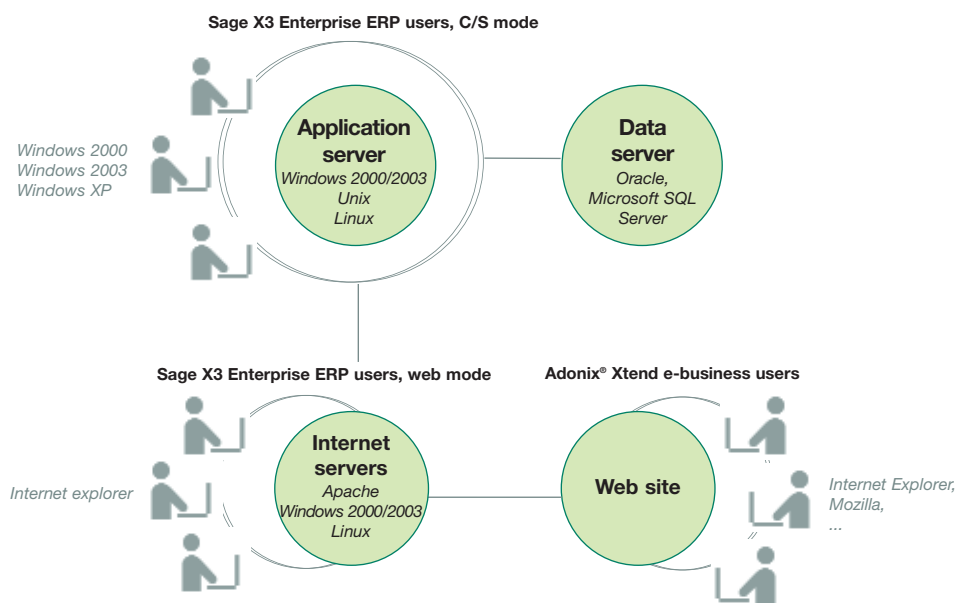 Sage X3 Enterprise ERP users, C/S mode
Windows 2000
Windows 2003
Windows XP
Application
server
Windows 2000/2003
Unix
Linux
Data
server
Oracle,
Microsoft SQL
Server
Sage X3 Enterprise ERP users, web mode
Adonix® Xtend e-business users
Internet explorer
Internet
servers
Apache
Windows 2000/2003
Linux
Web site
Internet Explorer,
Mozilla,
...